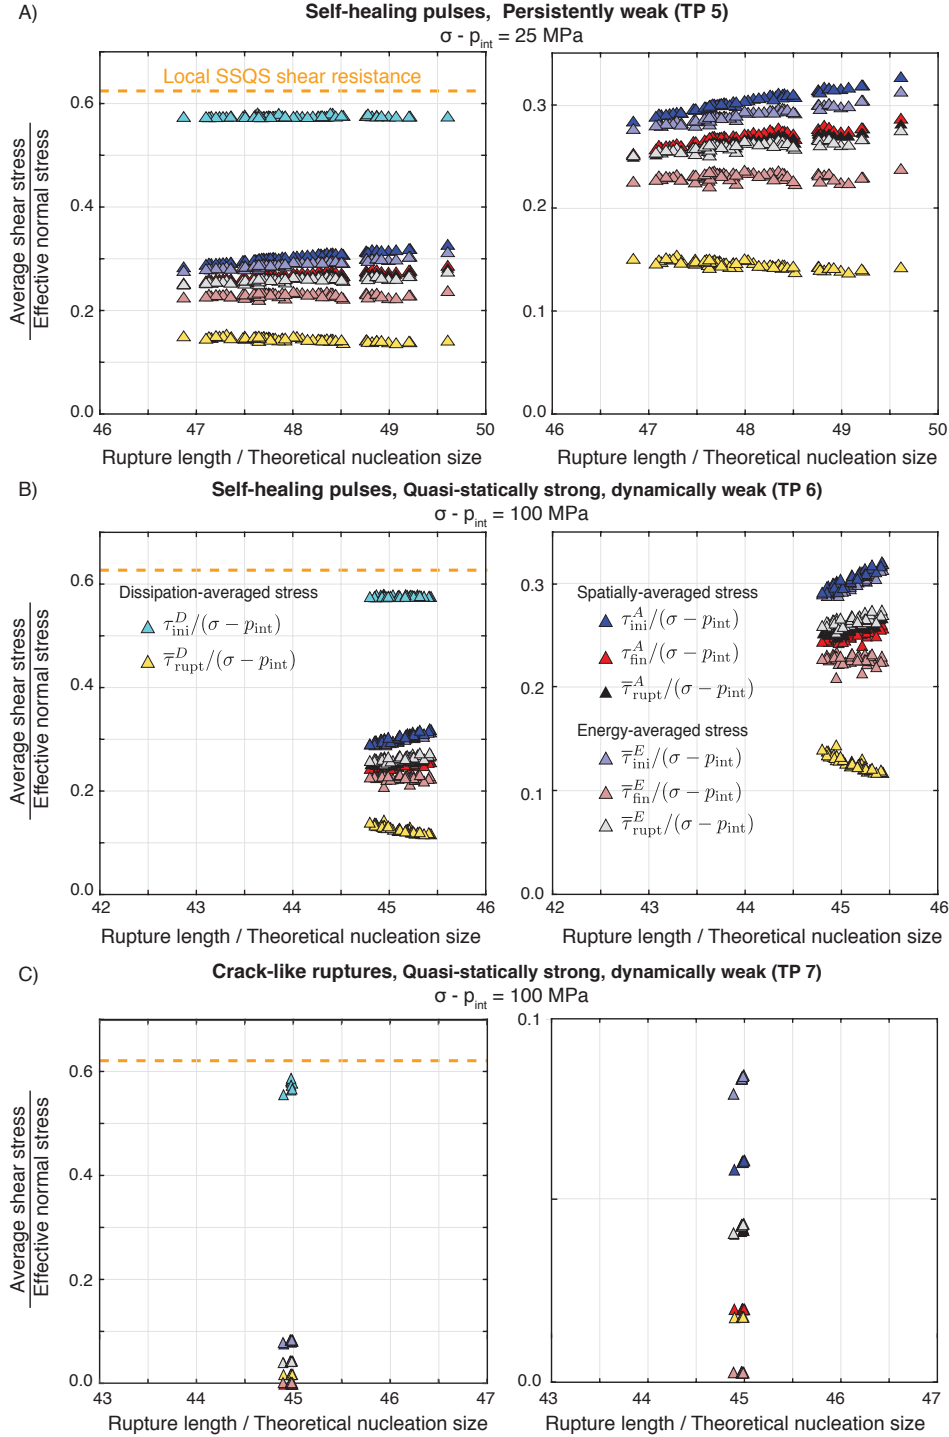 A)
Self-healing pulses, Persistently weak (TP 5)
σ - p_int = 25 MPa
Local SSQS shear resistance
Average shear stress
Effective normal stress
0.6
0.4
0.2
0.0
46 47 48 49 50
Rupture length / Theoretical nucleation size
0.3
0.2
0.1
0.0
46 47 48 49 50
Rupture length / Theoretical nucleation size
B)
Self-healing pulses, Quasi-statically strong, dynamically weak (TP 6)
σ - p_int = 100 MPa
Average shear stress
Effective normal stress
0.6
0.4
0.2
0.0
Dissipation-averaged stress
τ^D_ini/(σ − p_int)
τ̅^D_rupt/(σ − p_int)
42 43 44 45 46
Rupture length / Theoretical nucleation size
0.3
0.2
0.1
0.0
Spatially-averaged stress
τ^A_ini/(σ − p_int)
τ^A_fin/(σ − p_int)
τ̅^A_rupt/(σ − p_int)
Energy-averaged stress
τ̅^E_ini/(σ − p_int)
τ̅^E_fin/(σ − p_int)
τ̅^E_rupt/(σ − p_int)
42 43 44 45 46
Rupture length / Theoretical nucleation size
C)
Crack-like ruptures, Quasi-statically strong, dynamically weak (TP 7)
σ - p_int = 100 MPa
Average shear stress
Effective normal stress
0.6
0.4
0.2
0.0
43 44 45 46 47
Rupture length / Theoretical nucleation size
0.1
0.0
43 44 45 46 47
Rupture length / Theoretical nucleation size